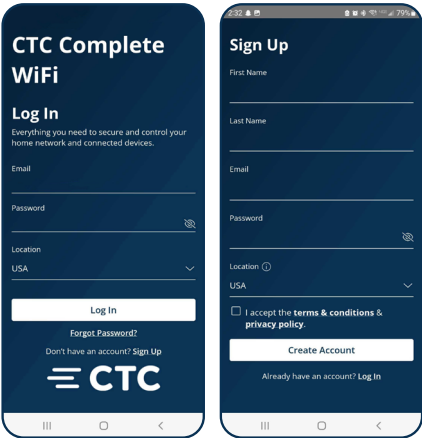 CTC Complete
WiFi
Log In
Everything you need to secure and control your
home network and connected devices.
Email
Password
Location
USA
Log In
Forgot Password?
Don't have an account? Sign Up
CTC
2:32
79%
Sign Up
First Name
Last Name
Email
Password
Location
USA
I accept the terms & conditions &
privacy policy.
Create Account
Already have an account? Log In